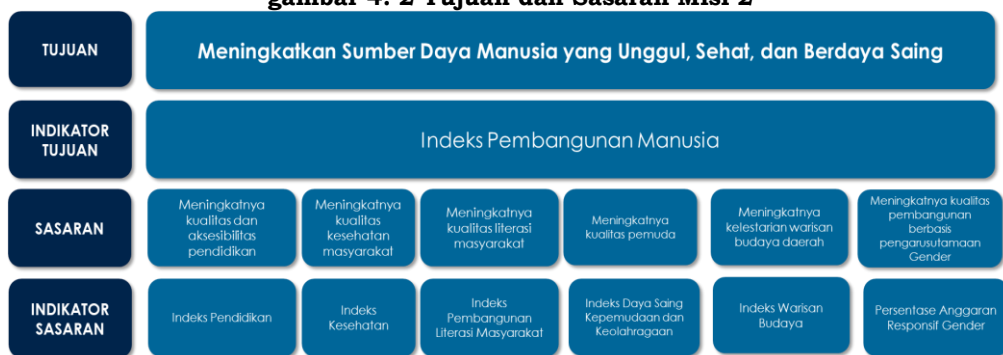 gambar 4. 2 Tujuan dan Sasaran Misi 2
TUJUAN
Meningkatkan Sumber Daya Manusia yang Unggul, Sehat, dan Berdaya Saing
INDIKATOR
TUJUAN
Indeks Pembangunan Manusia
SASARAN
Meningkatnya
kualitas dan
aksesibilitas
pendidikan
Meningkatnya
kualitas
kesehatan
masyarakat
Meningkatnya
kualitas literasi
masyarakat
Meningkatnya
kualitas pemuda
Meningkatnya
kelestarian warisan
budaya daerah
Meningkatnya kualitas
pembangunan
berbasis
pengarusutamaan
Gender
INDIKATOR
SASARAN
Indeks Pendidikan
Indeks
Kesehatan
Indeks
Pembangunan
Literasi Masyarakat
Indeks Daya Saing
Kepemudaan dan
Keolahragaan
Indeks Warisan
Budaya
Persentase Anggaran
Responsif Gender